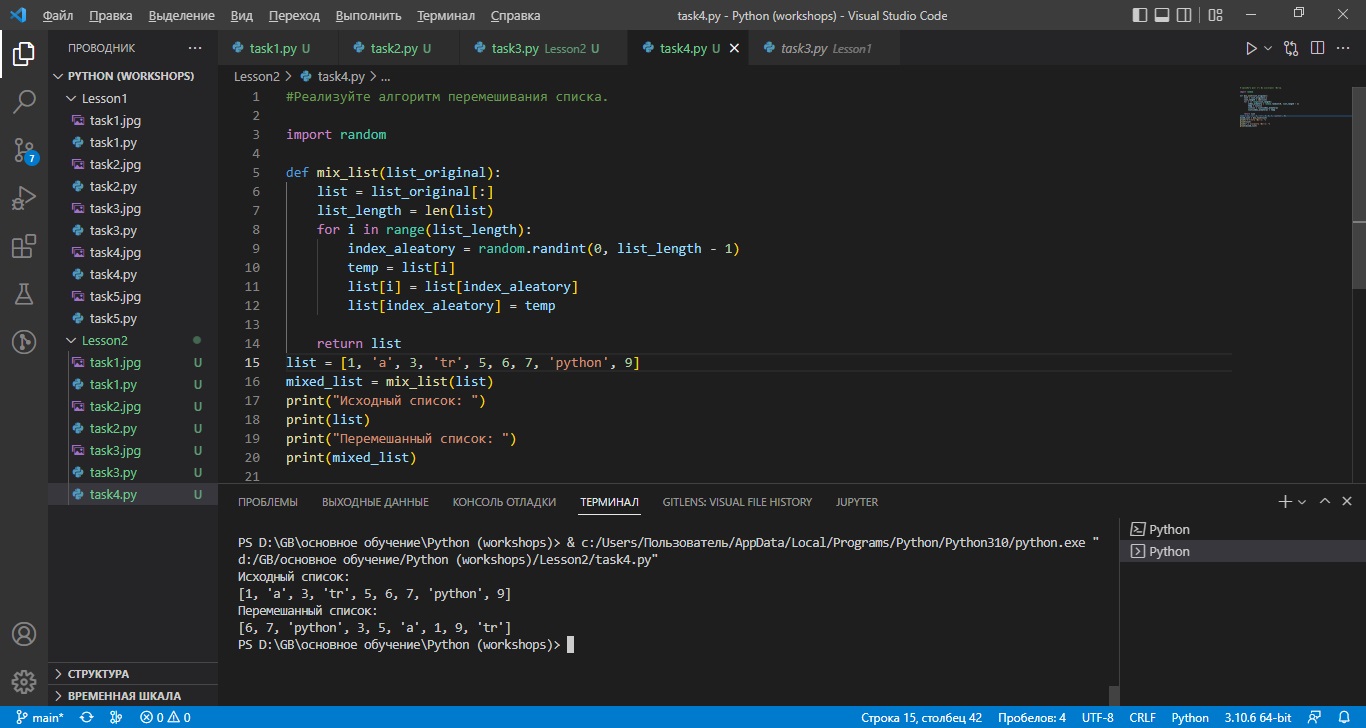 Файл Правка Выделение Вид Переход Выполнить Терминал Справка task4.py - Python (workshops) - Visual Studio Code
ПРОВОДНИК ...
task1.py U task2.py U task3.py Lesson2 U task4.py U task3.py Lesson1
PYTHON (WORKSHOPS)
Lesson1
task1.jpg
task1.py
task2.jpg
7
task2.py
task3.jpg
task3.py
task4.jpg
task4.py
task5.jpg
task5.py
Lesson2
task1.jpg U
task1.py U
task2.jpg U
task2.py U
task3.jpg U
task3.py U
task4.py U
СТРУКТУРА
ВРЕМЕННАЯ ШКАЛА
Lesson2 > task4.py > ...
1 #Реализуйте алгоритм перемешивания списка.
2
3 import random
4
5 def mix_list(list_original):
6 list = list_original[:]
7 list_length = len(list)
8 for i in range(list_length):
9 index_aleatory = random.randint(0, list_length - 1)
10 temp = list[i]
11 list[i] = list[index_aleatory]
12 list[index_aleatory] = temp
13
14 return list
15 list = [1, 'a', 3, 'tr', 5, 6, 7, 'python', 9]
16 mixed_list = mix_list(list)
17 print("Исходный список: ")
18 print(list)
19 print("Перемешанный список: ")
20 print(mixed_list)
21
ПРОБЛЕМЫ ВЫХОДНЫЕ ДАННЫЕ КОНСОЛЬ ОТЛАДКИ ТЕРМИНАЛ GITLENS: VISUAL FILE HISTORY JUPYTER
PS D:\GB\основное обучение\Python (workshops)> & c:/Users/Пользователь/AppData/Local/Programs/Python/Python310/python.exe "
d:/GB/основное обучение/Python (workshops)/Lesson2/task4.py"
Исходный список:
[1, 'a', 3, 'tr', 5, 6, 7, 'python', 9]
Перемешанный список:
[6, 7, 'python', 3, 5, 'a', 1, 9, 'tr']
PS D:\GB\основное обучение\Python (workshops)>
Python
Python
main* 0 0 Строка 15, столбец 42 Пробелов: 4 UTF-8 CRLF Python 3.10.6 64-bit